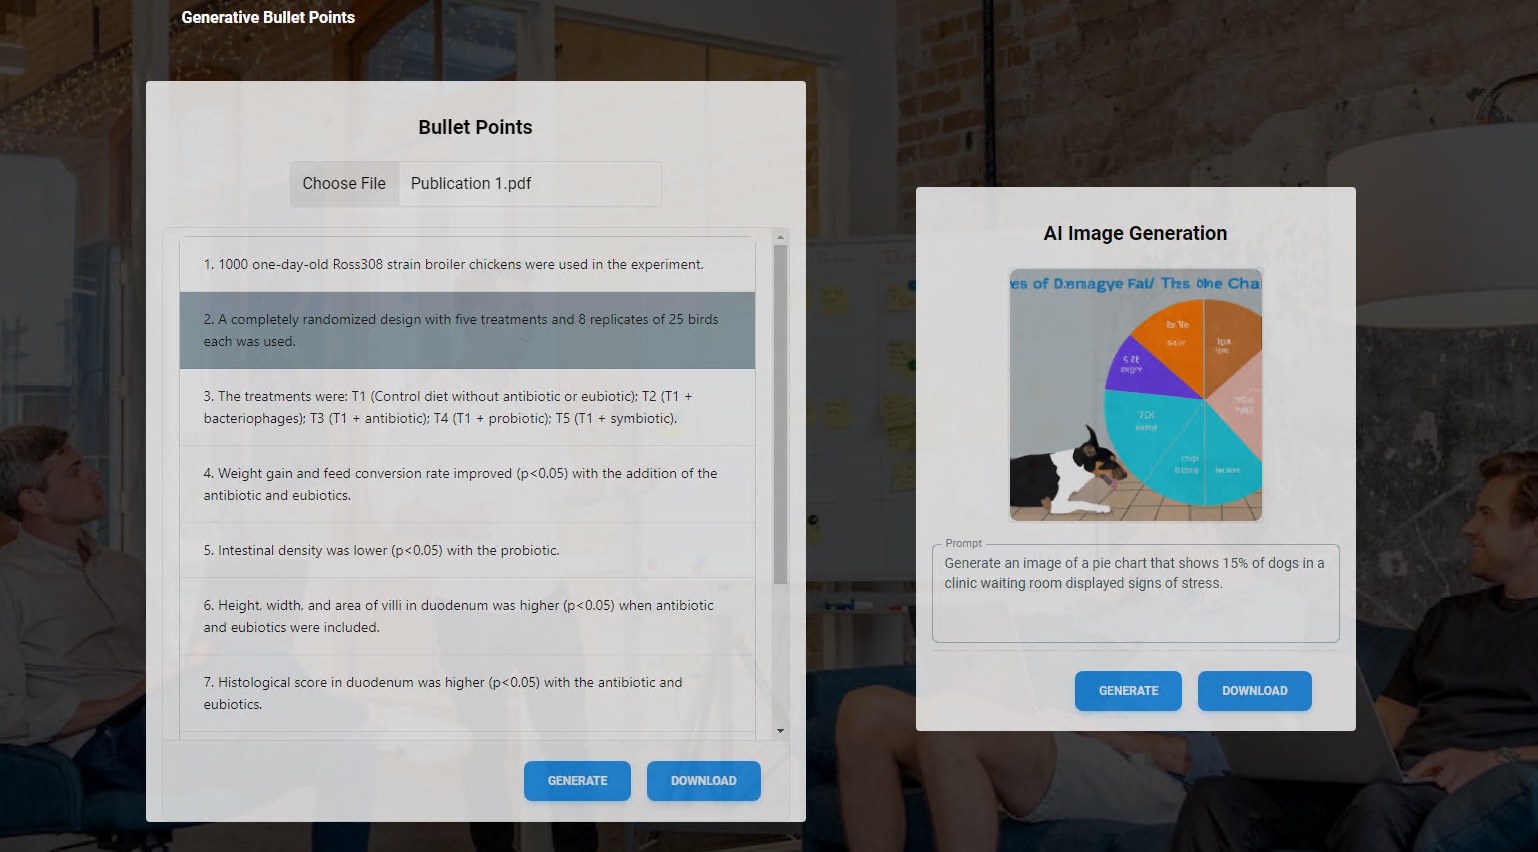 Generative Bullet Points
Bullet Points
Choose File
Publication 1.pdf
1. 1000 one-day-old Ross308 strain broiler chickens were used in the experiment.
2. A completely randomized design with five treatments and 8 replicates of 25 birds
each was used.
3. The treatments were: T1 (Control diet without antibiotic or eubiotic); T2 (T1 +
bacteriophages); T3 (T1 + antibiotic); T4 (T1 + probiotic); T5 (T1 + symbiotic).
4. Weight gain and feed conversion rate improved (p<0.05) with the addition of the
antibiotic and eubiotics.
5. Intestinal density was lower (p<0.05) with the probiotic.
6. Height, width, and area of villi in duodenum was higher (p<0.05) when antibiotic
and eubiotics were included.
7. Histological score in duodenum was higher (p<0.05) with the antibiotic and
eubiotics.
GENERATE
DOWNLOAD
AI Image Generation
es of
Prompt
Generate an image of a pie chart that shows 15% of dogs in a
clinic waiting room displayed signs of stress.
GENERATE
DOWNLOAD